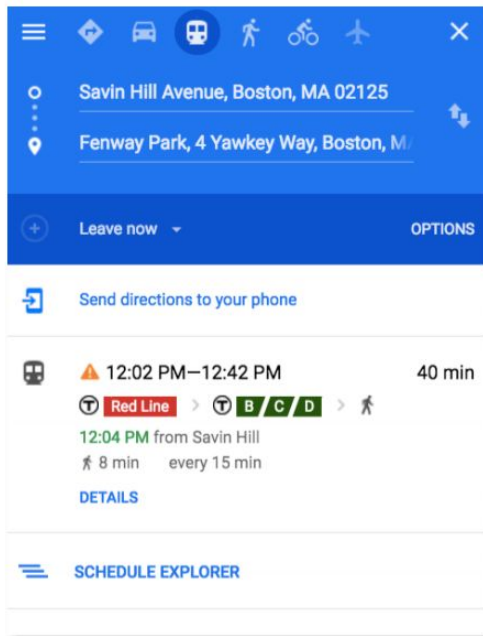 Savin Hill Avenue, Boston, MA 02125
Fenway Park, 4 Yawkey Way, Boston, M
Leave now OPTIONS
Send directions to your phone
12:02 PM—12:42 PM 40 min
T Red Line > T B / C / D >
12:04 PM from Savin Hill
8 min every 15 min
DETAILS
SCHEDULE EXPLORER